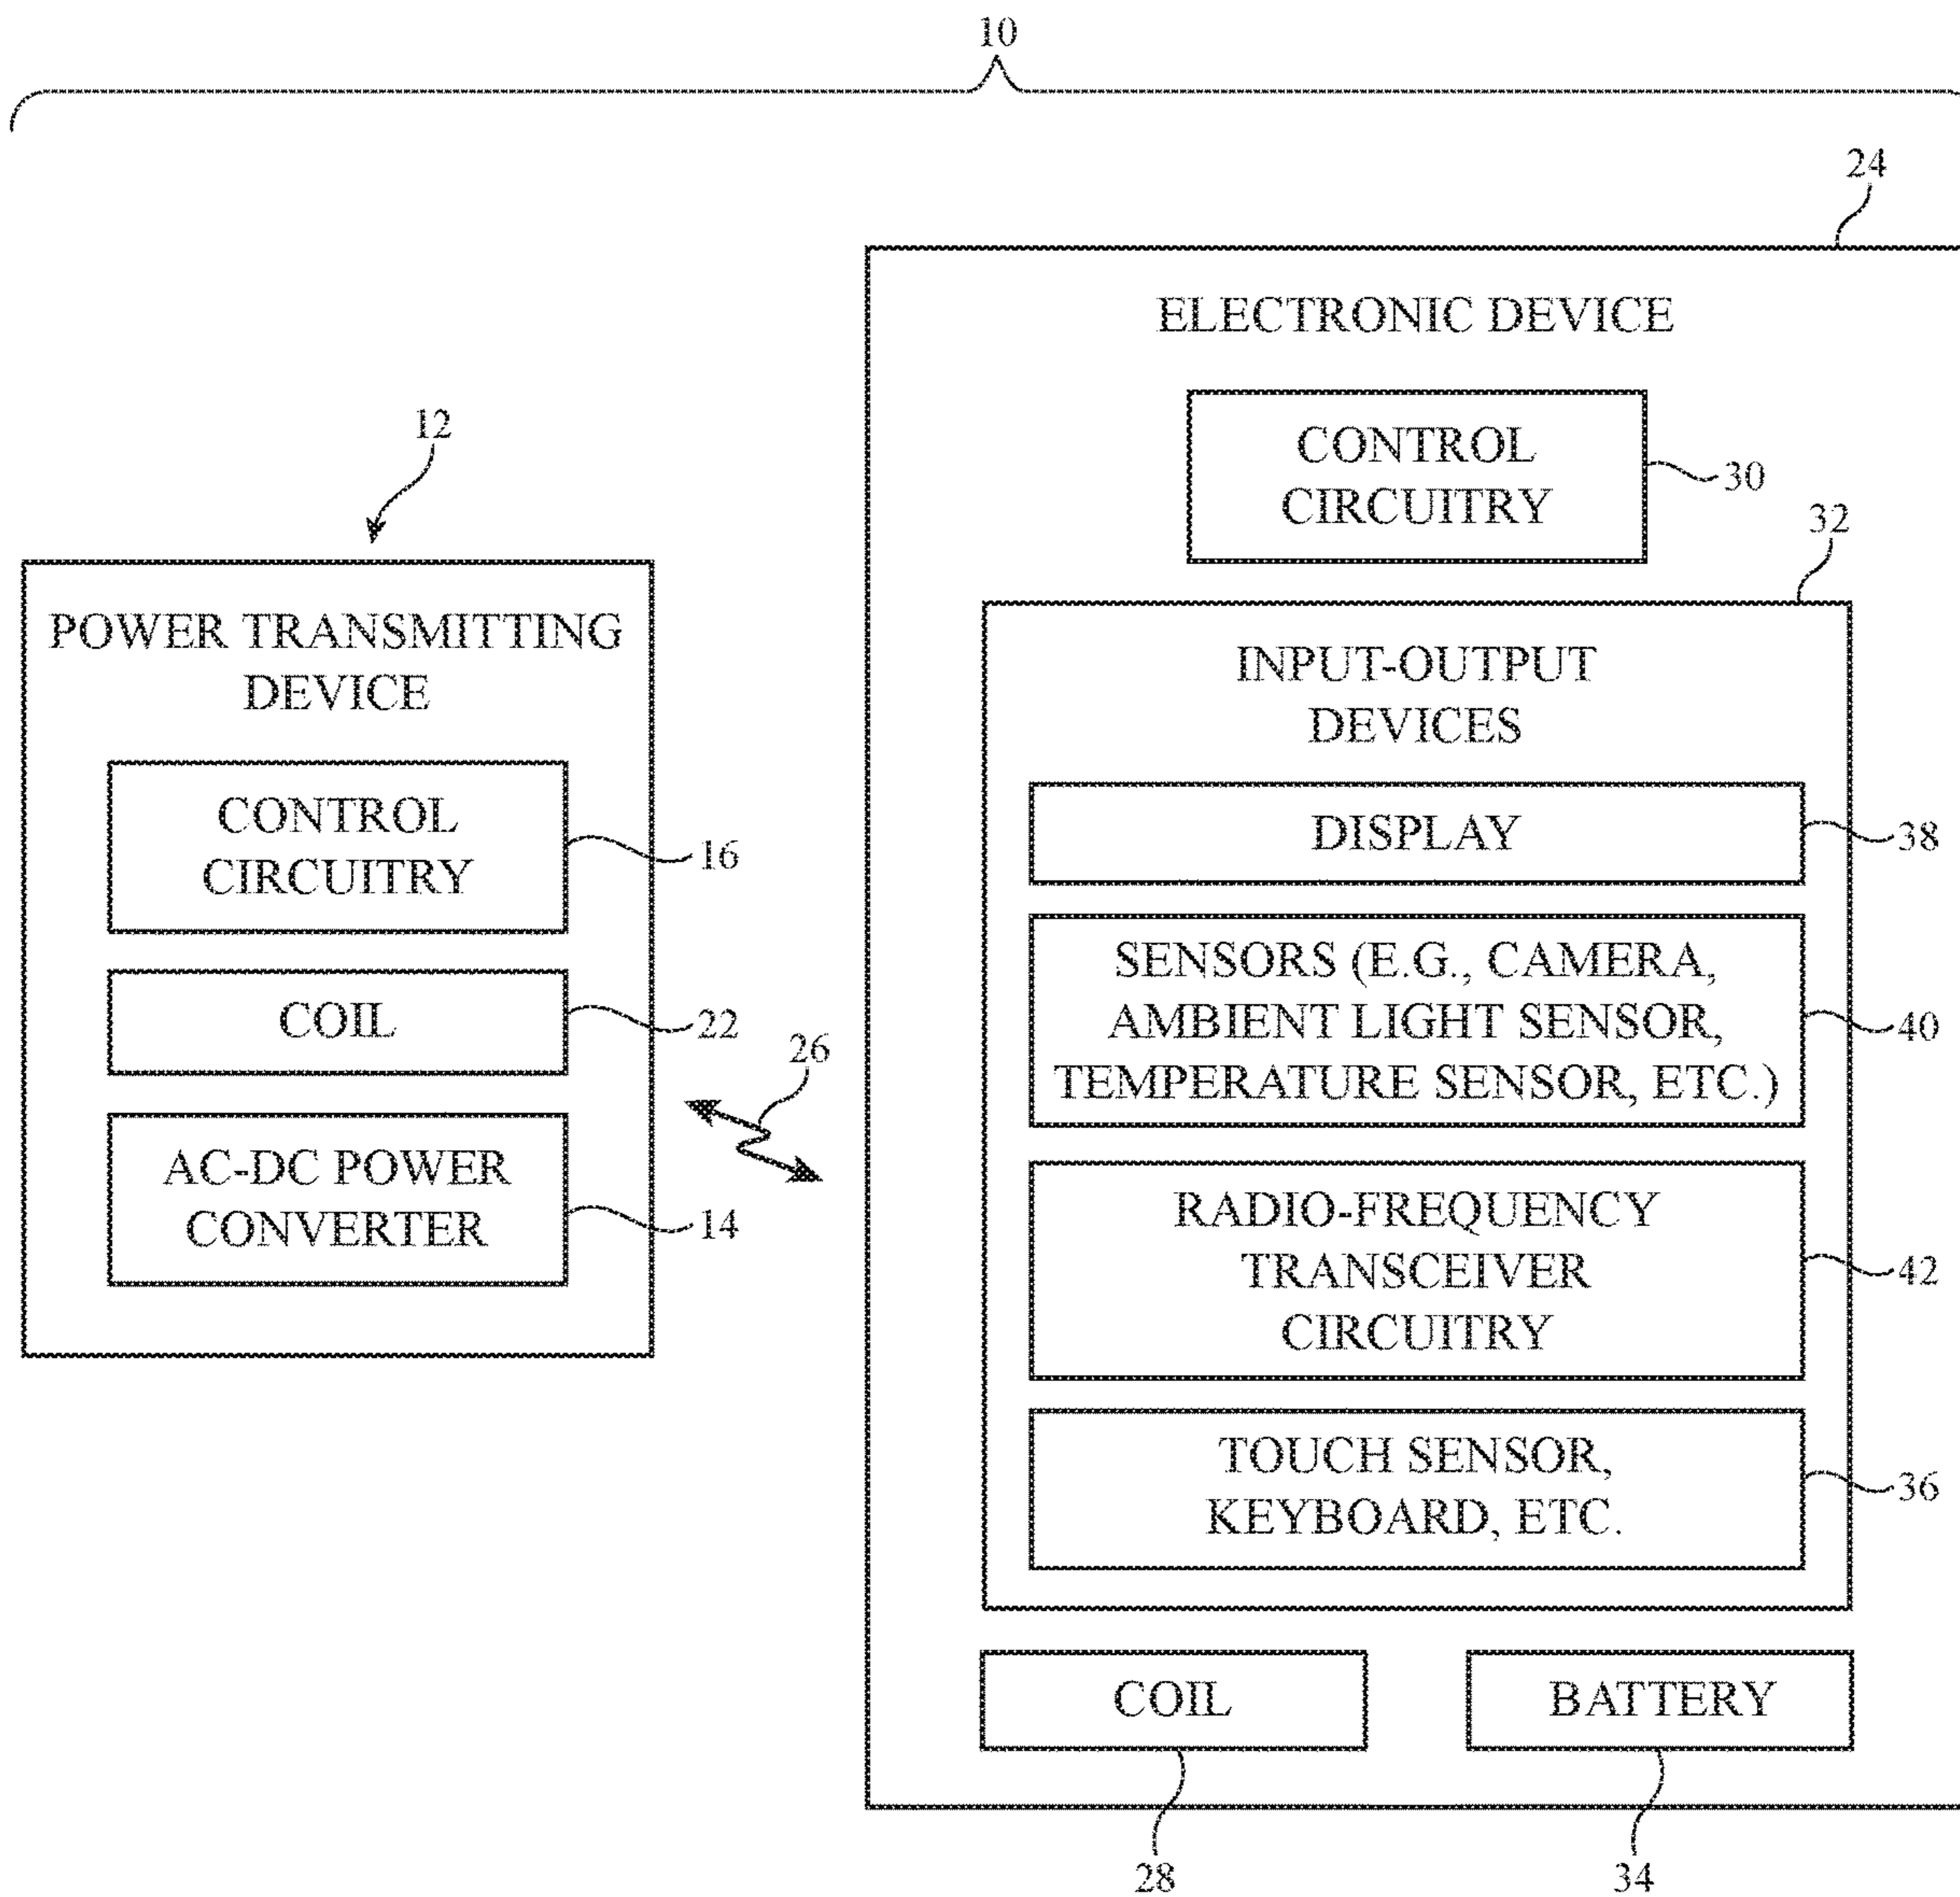 10
24
ELECTRONIC DEVICE
CONTROL
CIRCUITRY
30
32
INPUT-OUTPUT
DEVICES
DISPLAY
38
SENSORS (E.G., CAMERA,
AMBIENT LIGHT SENSOR,
TEMPERATURE SENSOR, ETC.)
40
RADIO-FREQUENCY
TRANSCEIVER
CIRCUITRY
42
TOUCH SENSOR,
KEYBOARD, ETC.
36
COIL
28
BATTERY
34
12
POWER TRANSMITTING
DEVICE
CONTROL
CIRCUITRY
16
COIL
22
AC-DC POWER
CONVERTER
14
26